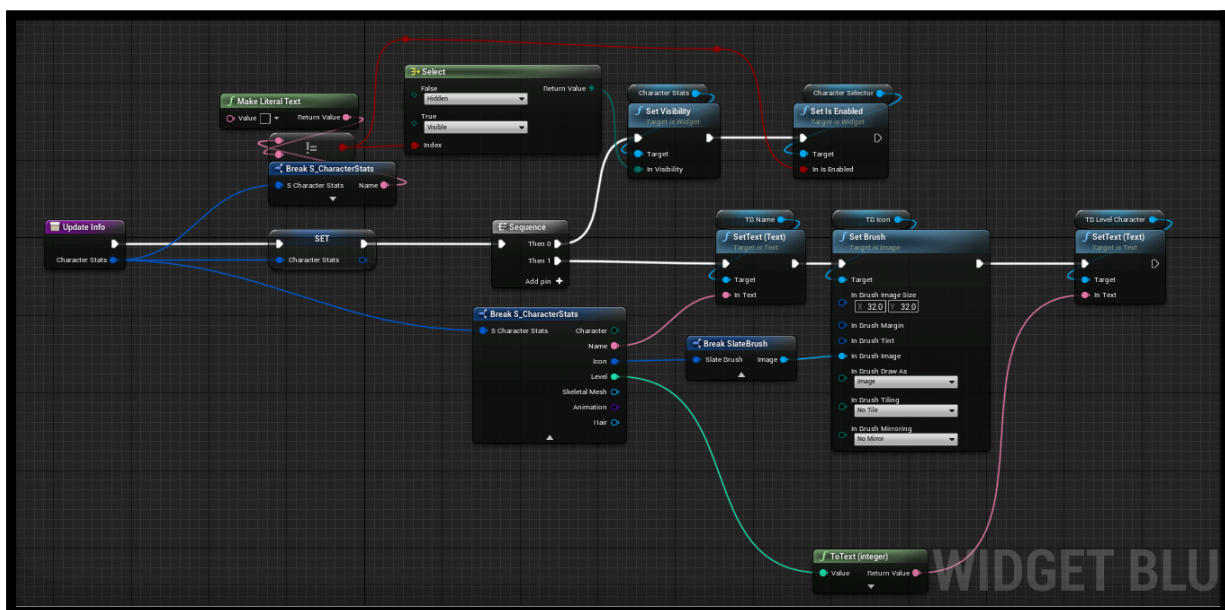 Select
False
Return Value
Hidden
True
Visible
Index
Make Literal Text
Value
Return Value
!=
Break S_CharacterStats
S Character Stats
Name
Character Stats
Set Visibility
Target is Widget
Target
In Visibility
Character Selector
Set Is Enabled
Target is Widget
Target
In Is Enabled
Update Info
Character Stats
SET
Character Stats
Sequence
Then 0
Then 1
Add pin +
TB Name
SetText (Text)
Target is Text
Target
In Text
TB Icon
Set Brush
Target is Image
Target
In Brush Image Size
X 32.0 Y 32.0
In Brush Margin
In Brush Tint
In Brush Image
In Brush Draw As
Image
In Brush Tiling
No Tile
In Brush Mirroring
No Mirror
TB Level Character
SetText (Text)
Target is Text
Target
In Text
Break S_CharacterStats
S Character Stats
Character
Name
Icon
Level
Skeletal Mesh
Animation
Hair
Break SlateBrush
Slate Brush
Image
ToText (integer)
Value
Return Value
WIDGET BLU